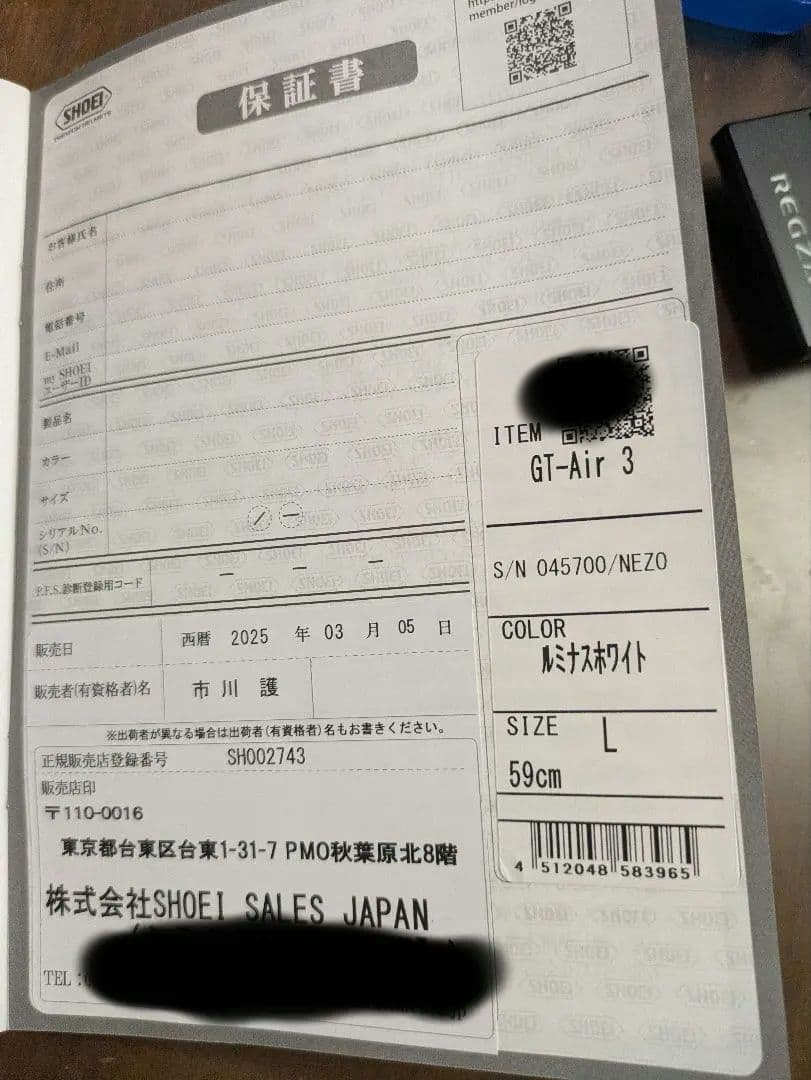 member/log
SHOEI
保証書
お客様氏名
住所
電話番号
E-Mail
my SHOEI
ユーザーID
製品名
カラー
サイズ
シリアルNo.
(S/N)
P.F.S.診断登録用コード
販売日 西暦 2025 年 03 月 05 日
販売者(有資格者)名 市川 護
※出荷者が異なる場合は出荷者(有資格者)名もお書きください。
正規販売店登録番号 SH002743
販売店印
〒110-0016
東京都台東区台東1-31-7 PMO秋葉原北8階
株式会社SHOEI SALES JAPAN
TEL:
ITEM
GT-Air 3
S/N 045700/NEZO
COLOR
ルミナスホワイト
SIZE L
59cm
4 512048 583965